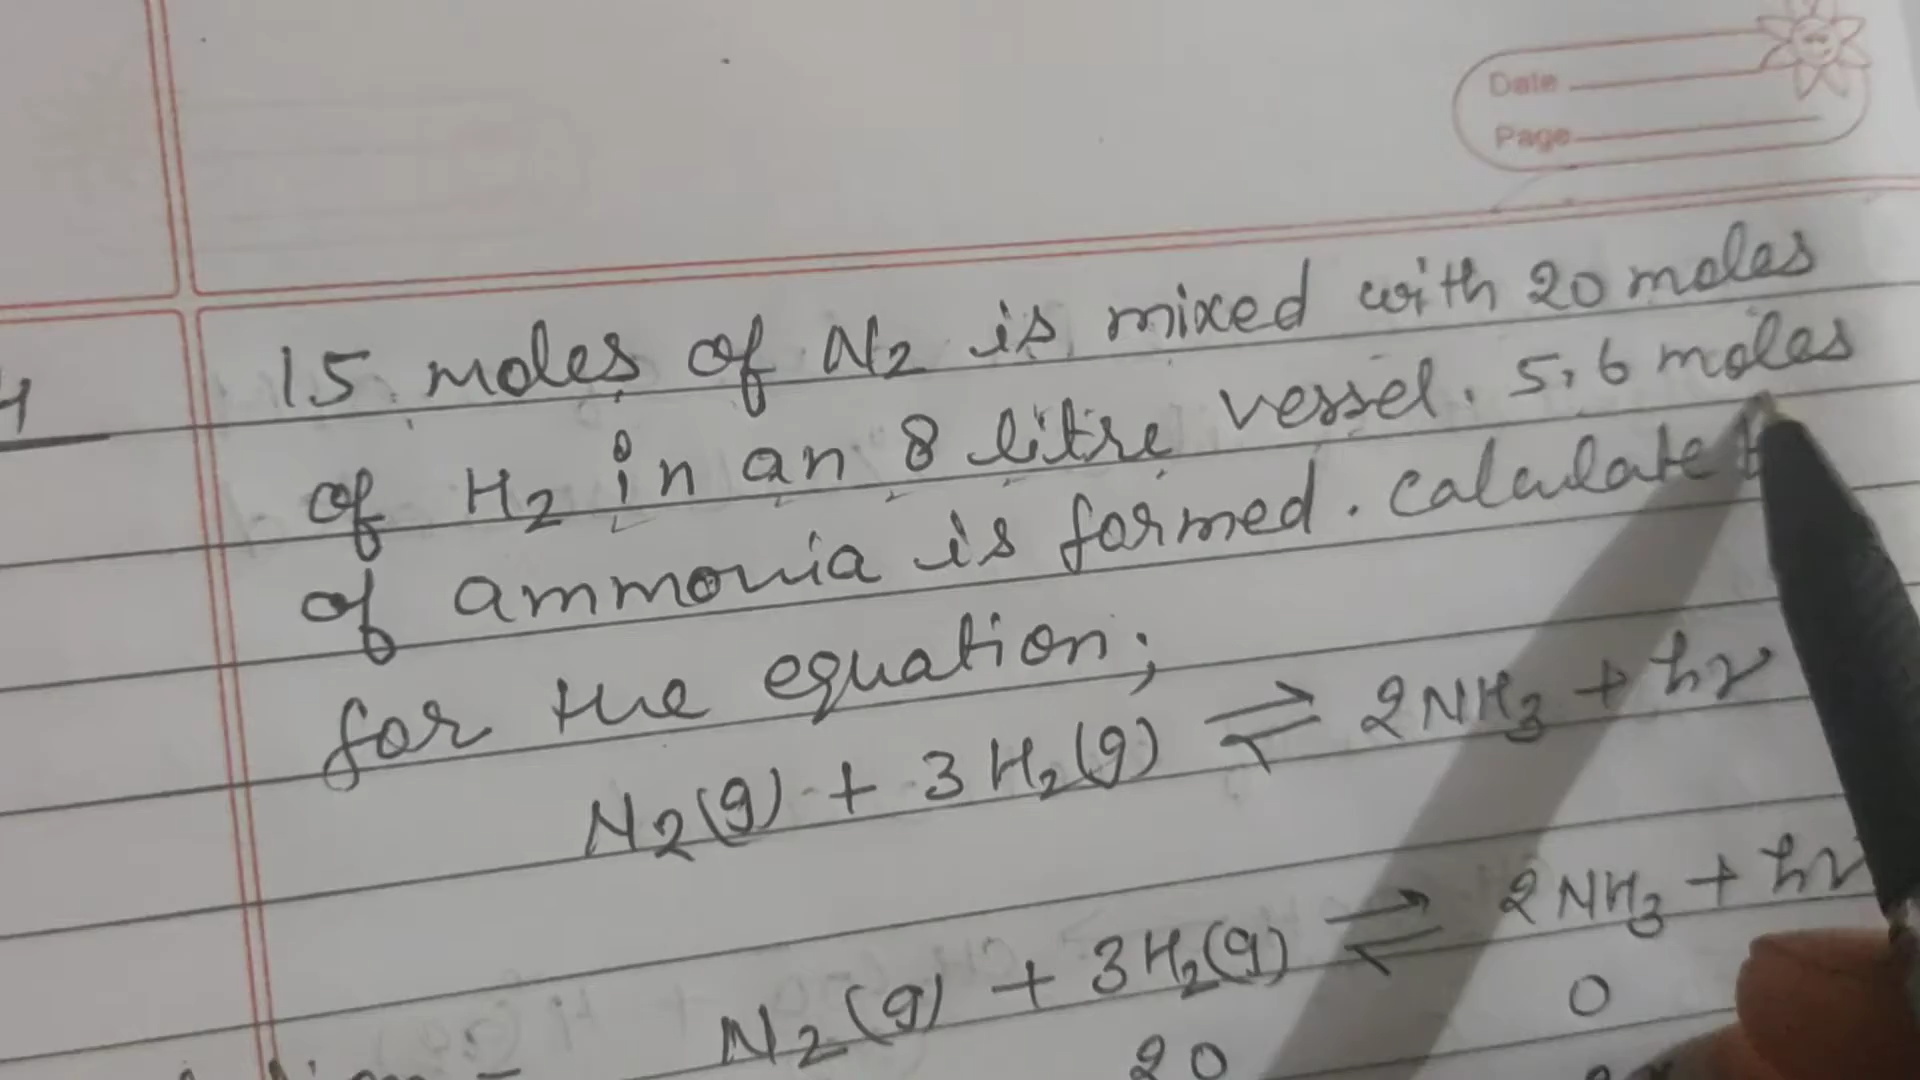 Date
Page
15 moles of N2 is mixed with 20 moles
of H2 in an 8 litre vessel. 5.6 moles
of ammonia is formed. Calculate
for the equation;
N2(g) + 3H2(g) ⇌ 2NH3 + hν
N2(g) + 3H2(g) ⇌ 2NH3 + hν
20 0